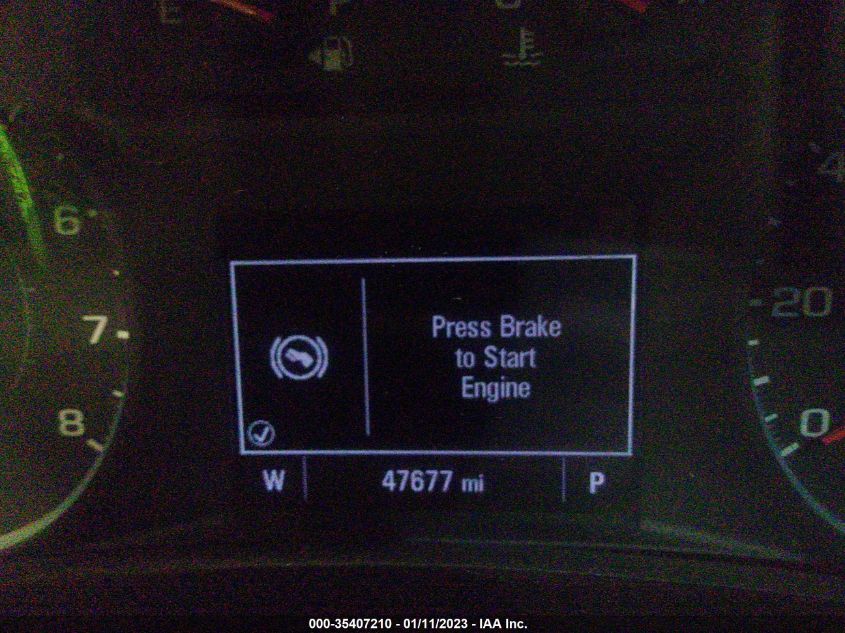 E F C
6
7
8
4
20
0
Press Brake
to Start
Engine
W 47677 mi P
000-35407210 - 01/11/2023 - IAA Inc.